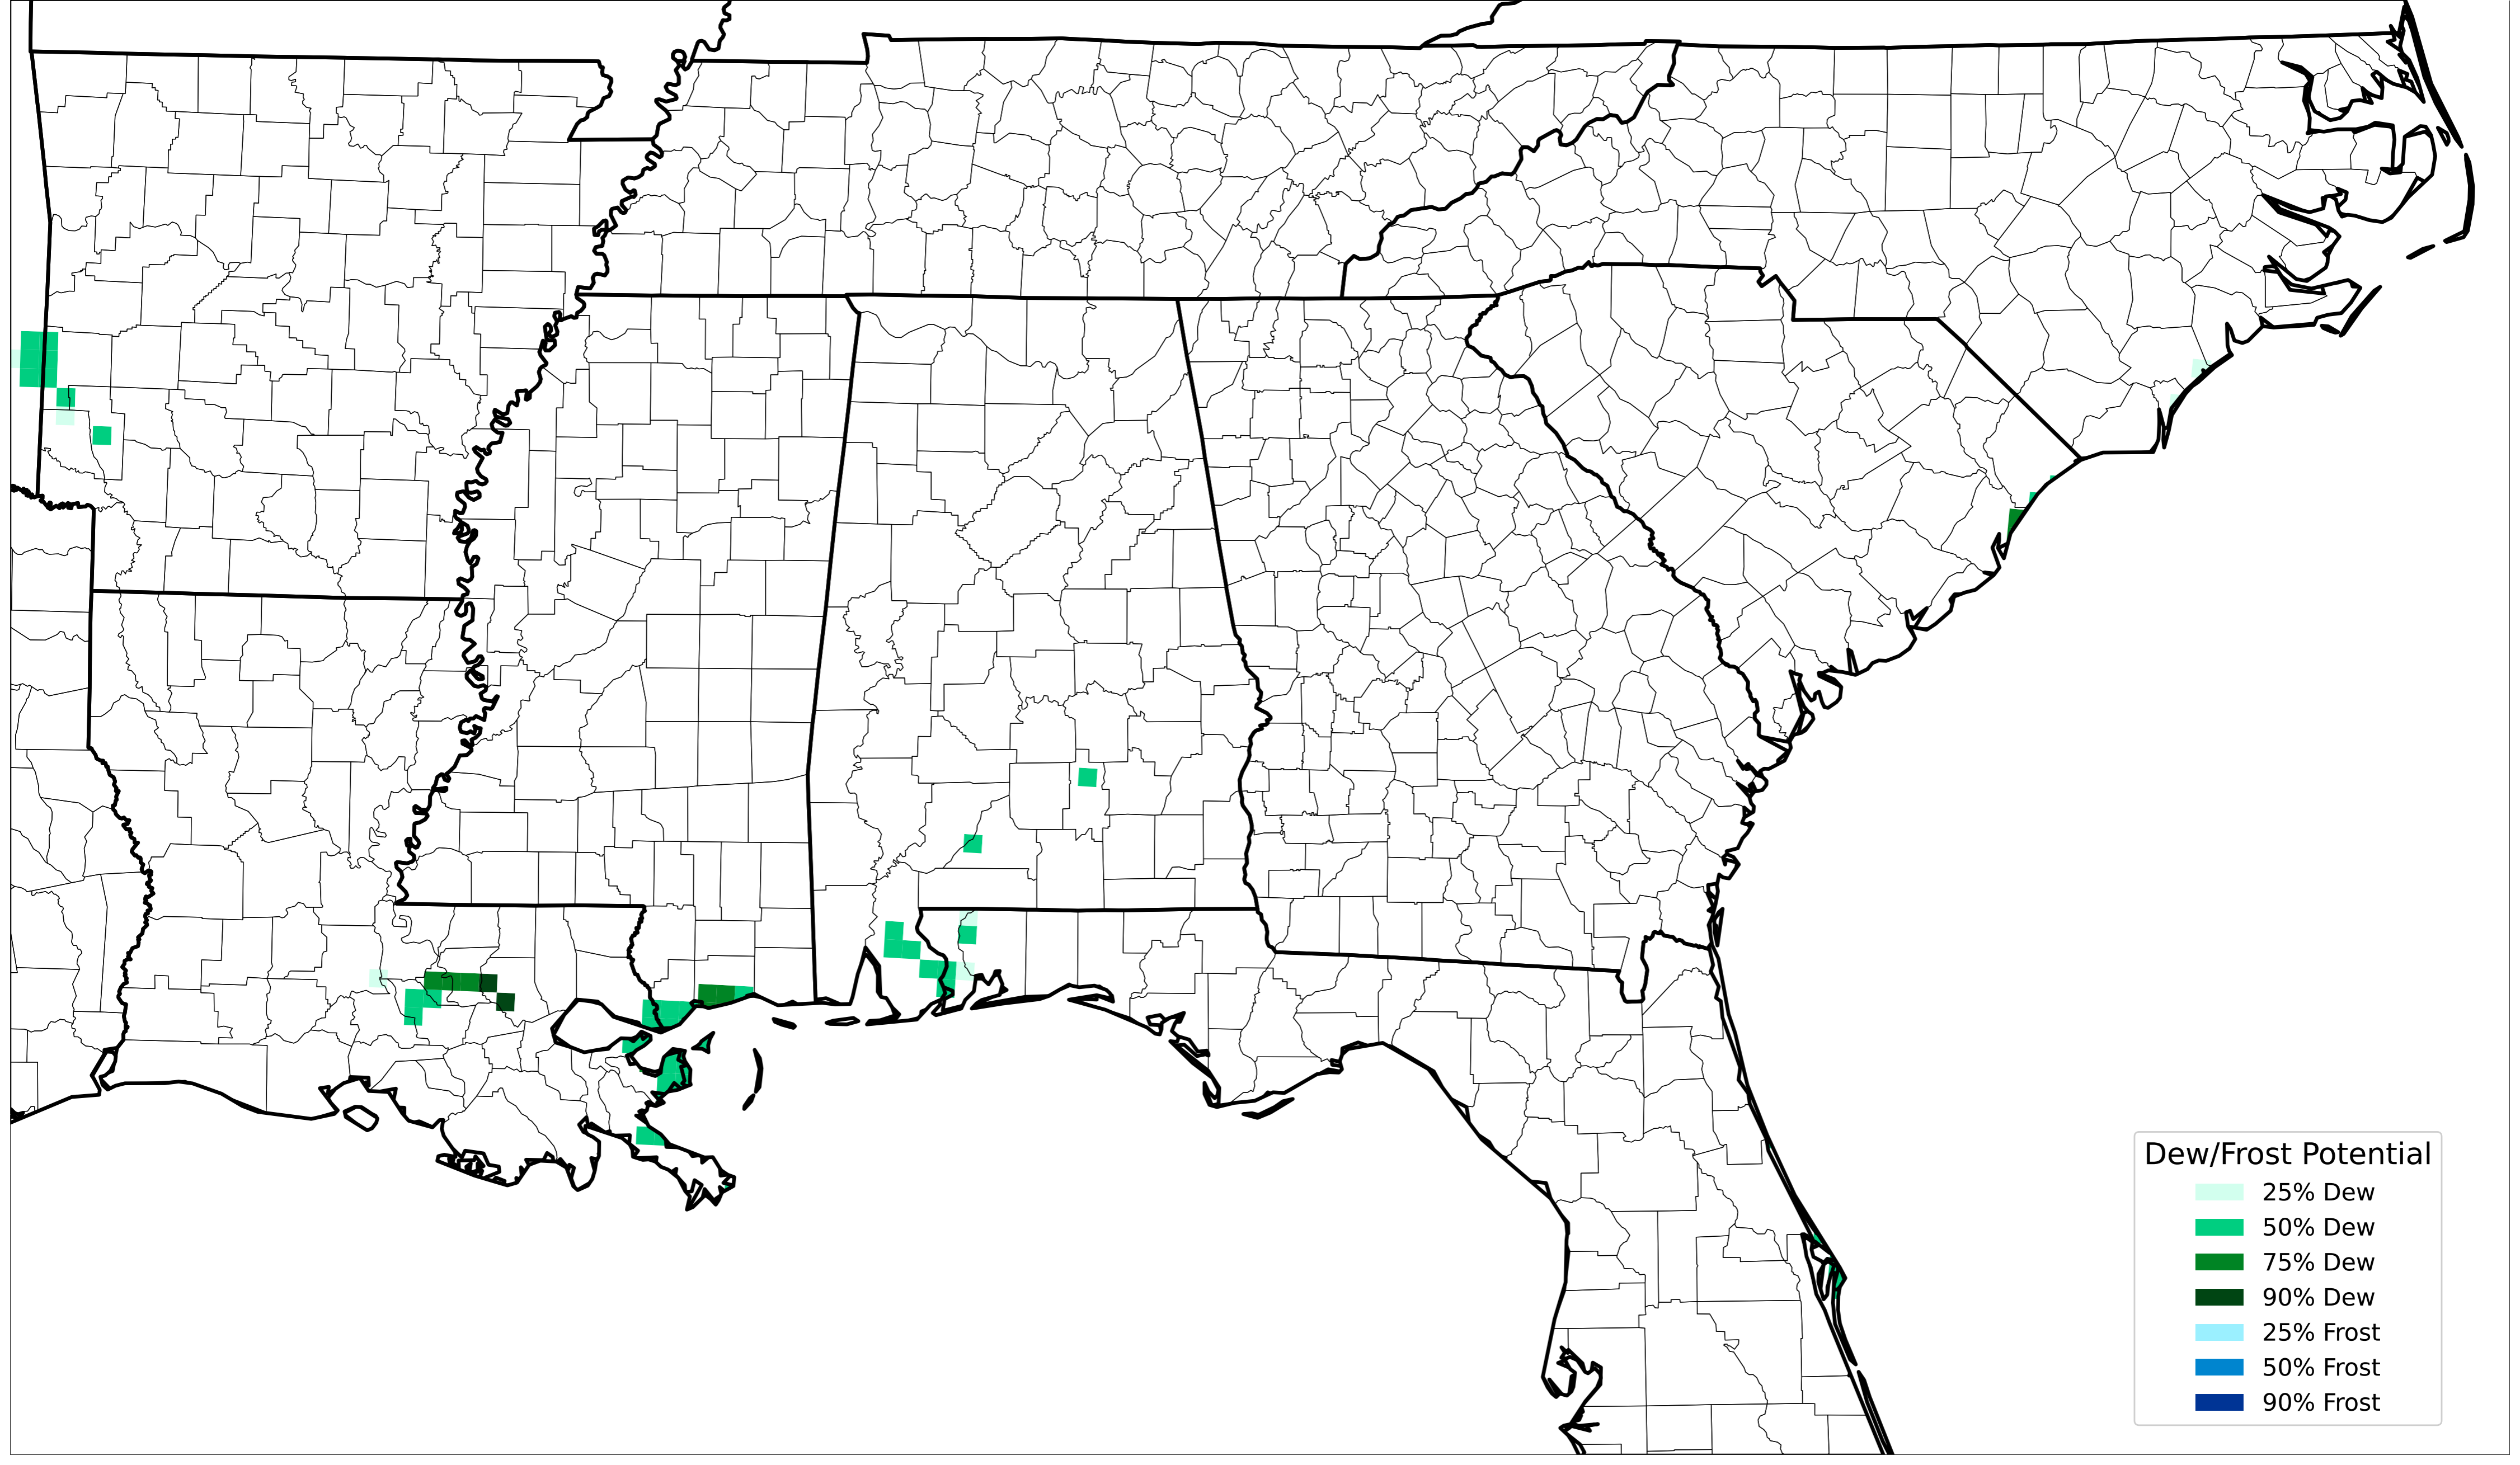 Dew/Frost Potential
25% Dew
50% Dew
75% Dew
90% Dew
25% Frost
50% Frost
90% Frost